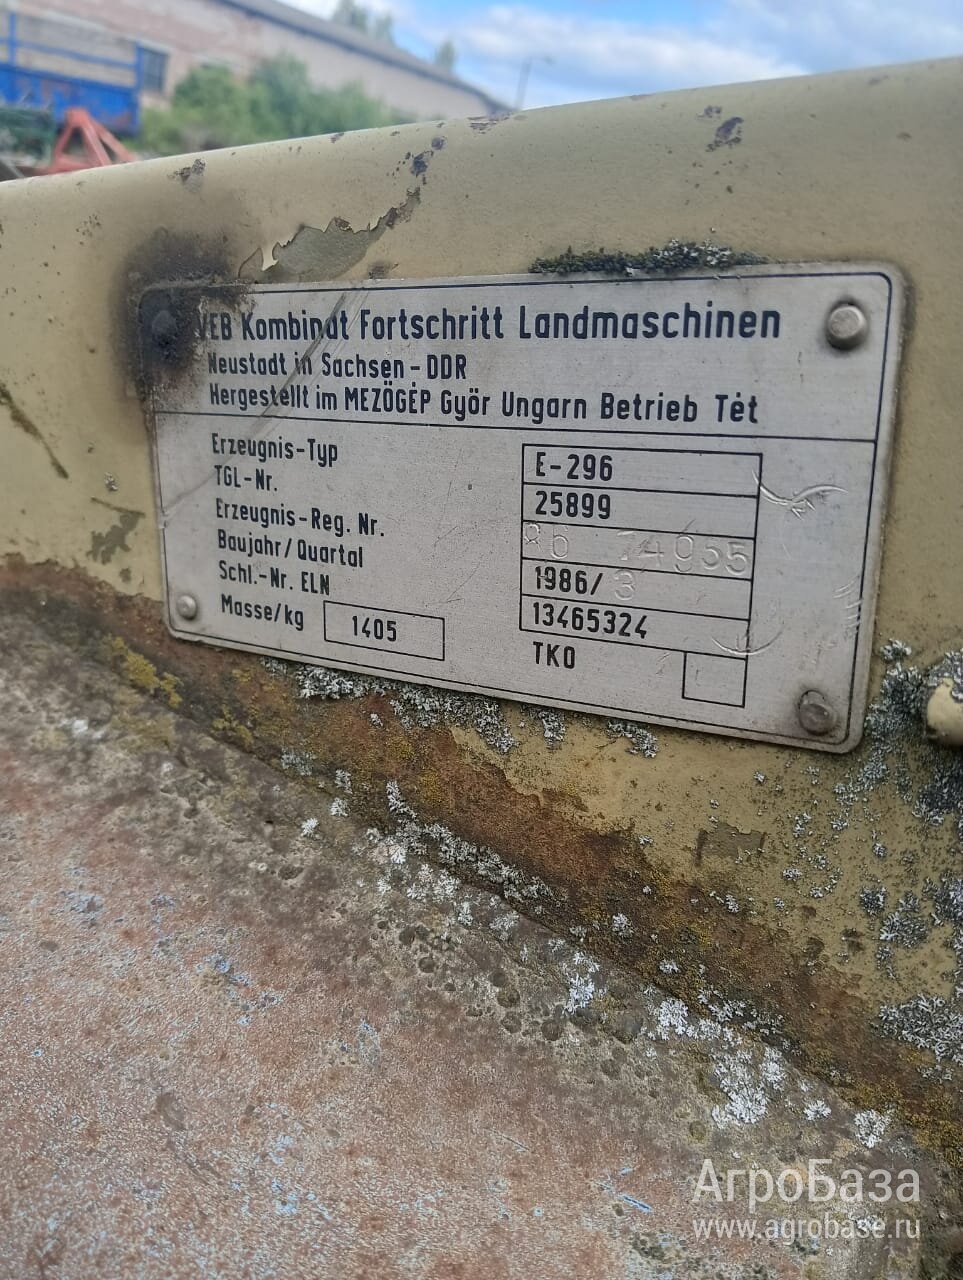 VEB Kombinat Fortschritt Landmaschinen
Neustadt in Sachsen - DDR
Hergestellt im MEZÖGÉP Györ Ungarn Betrieb Tét
Erzeugnis-Typ E-296
TGL-Nr. 25899
Erzeugnis-Reg. Nr. 86 74955
Baujahr/Quartal 1986/3
Schl.-Nr. ELN 13465324
Masse/kg 1405 TKO
АгроБаза
www.agrobase.ru